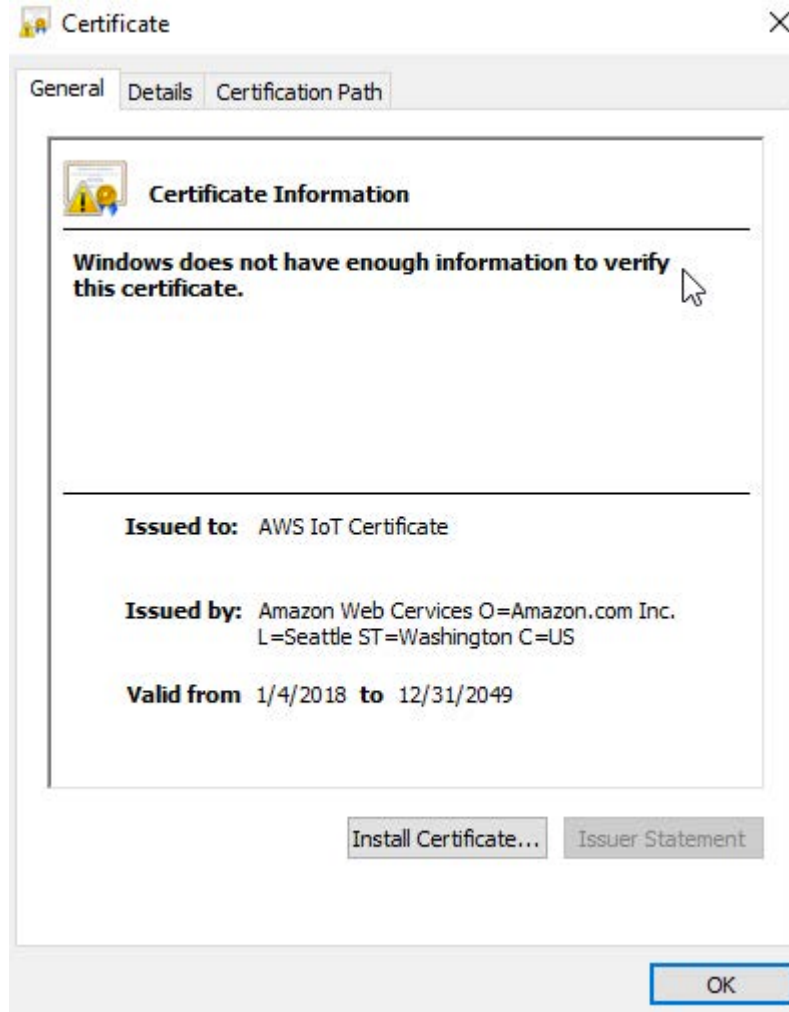 Certificate
General Details Certification Path
Certificate Information
Windows does not have enough information to verify
this certificate.
Issued to: AWS IoT Certificate
Issued by: Amazon Web Cervices O=Amazon.com Inc.
L=Seattle ST=Washington C=US
Valid from 1/4/2018 to 12/31/2049
Install Certificate... Issuer Statement
OK